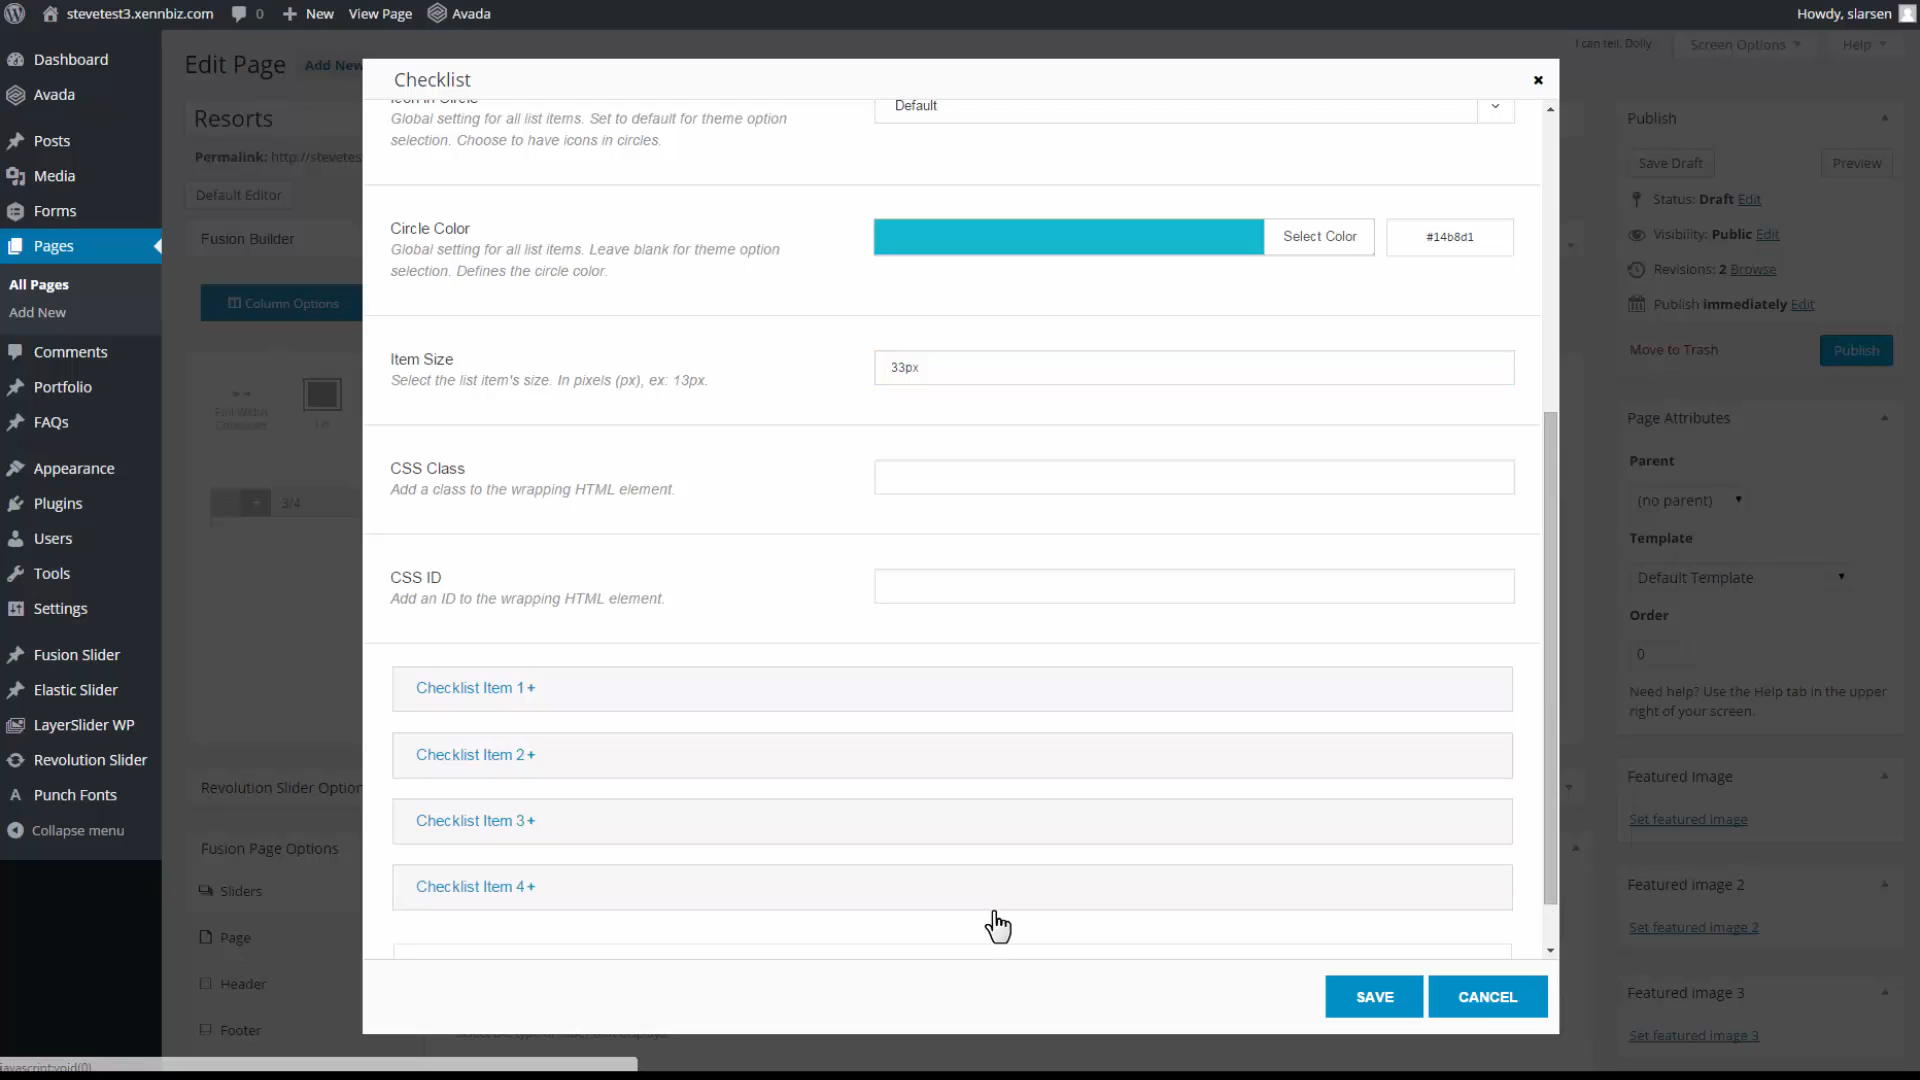 stevetest3.xennbiz.com 0 New View Page Avada Howdy, slarsen
Dashboard
Avada
Posts
Media
Forms
Pages
All Pages
Add New
Comments
Portfolio
FAQs
Appearance
Plugins
Users
Tools
Settings
Fusion Slider
Elastic Slider
LayerSlider WP
Revolution Slider
Punch Fonts
Collapse menu
Edit Page Add New
I can tell, Dolly Screen Options Help
Resorts
Permalink: http://stevetes
Default Editor
Fusion Builder
Column Options
3/4
Revolution Slider Option
Fusion Page Options
Sliders
Page
Header
Footer
Checklist
Icon in Circle
Global setting for all list items. Set to default for theme option
selection. Choose to have icons in circles.
Default
Circle Color
Global setting for all list items. Leave blank for theme option
selection. Defines the circle color.
Select Color #14b8d1
Item Size
Select the list item's size. In pixels (px), ex: 13px.
33px
CSS Class
Add a class to the wrapping HTML element.
CSS ID
Add an ID to the wrapping HTML element.
Checklist Item 1+
Checklist Item 2+
Checklist Item 3+
Checklist Item 4+
SAVE CANCEL
Publish
Save Draft Preview
Status: Draft Edit
Visibility: Public Edit
Revisions: 2 Browse
Publish immediately Edit
Move to Trash Publish
Page Attributes
Parent
(no parent)
Template
Default Template
Order
0
Need help? Use the Help tab in the upper
right of your screen.
Featured Image
Set featured image
Featured image 2
Set featured image 2
Featured image 3
Set featured image 3